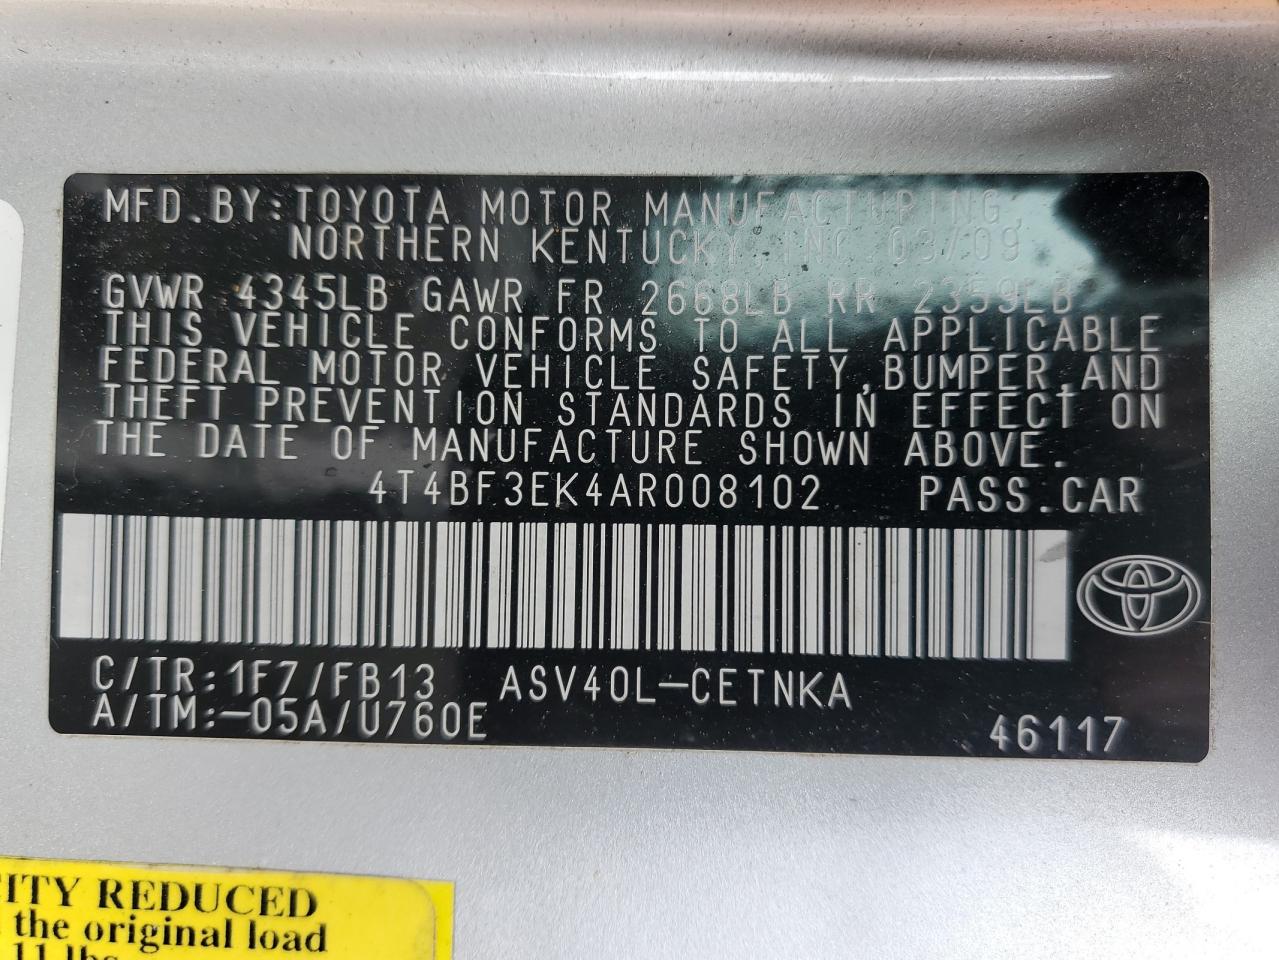 MFD.BY:TOYOTA MOTOR MANUFACTURING,
NORTHERN KENTUCKY, INC. 03/09
GVWR 4345LB GAWR FR 2668LB RR 2359LB
THIS VEHICLE CONFORMS TO ALL APPLICABLE
FEDERAL MOTOR VEHICLE SAFETY,BUMPER,AND
THEFT PREVENTION STANDARDS IN EFFECT ON
THE DATE OF MANUFACTURE SHOWN ABOVE.
4T4BF3EK4AR008102 PASS.CAR
C/TR:1F7/FB13 ASV40L-CETNKA
A/TM:-05A/U760E
46117
CITY REDUCED
the original load
11 lbs